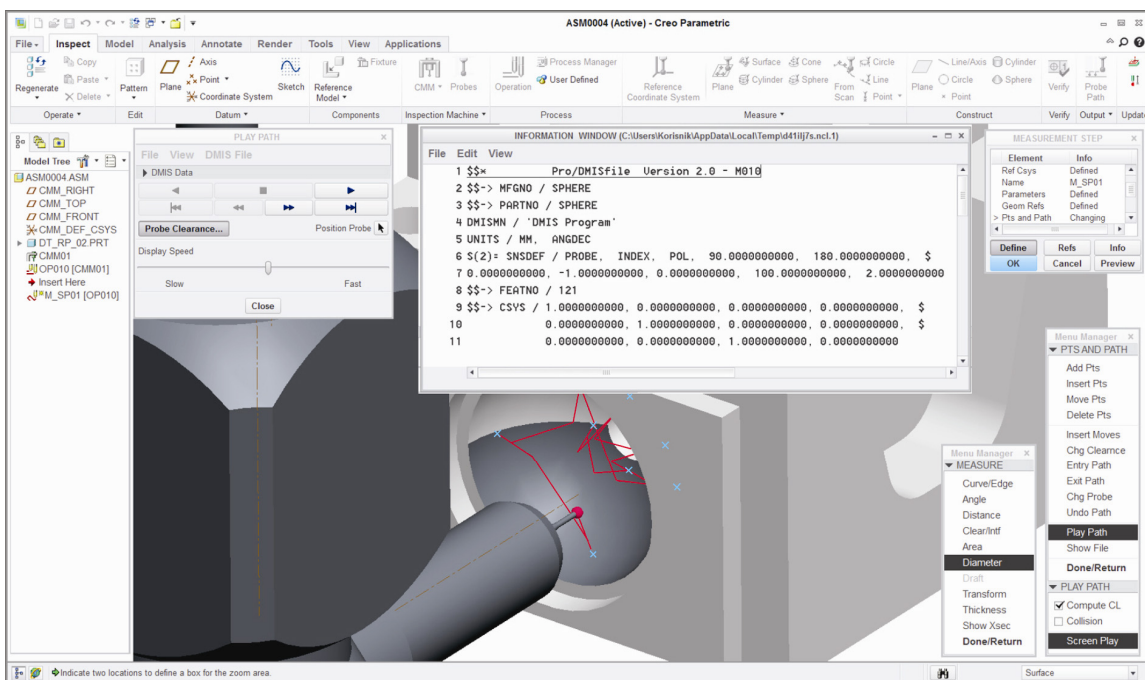 ASM0004 (Active) - Creo Parametric
File Inspect Model Analysis Annotate Render Tools View Applications
Regenerate
Copy
Paste
Delete
Operate
Pattern
Edit
Plane
Axis
Point
Coordinate System
Sketch
Datum
Reference Model
Fixture
Components
CMM Probes
Inspection Machine
Operation
Process Manager
User Defined
Process
Reference
Coordinate System
Plane
Surface Cone Circle
Cylinder Sphere Line
From Scan Point
Measure
Plane
Line/Axis Cylinder
Circle Sphere
Point
Construct
Verify
Verify
Probe Path
Output
Updat
Model Tree
ASM0004.ASM
CMM_RIGHT
CMM_TOP
CMM_FRONT
CMM_DEF_CSYS
DT_RP_02.PRT
CMM01
OP010 [CMM01]
Insert Here
M_SP01 [OP010]
PLAY PATH
File View DMIS File
DMIS Data
Probe Clearance... Position Probe
Display Speed
Slow Fast
Close
INFORMATION WINDOW (C:\Users\Korisnik\AppData\Local\Temp\d41ilj7s.ncl.1)
File Edit View
1 $$* Pro/DMISfile Version 2.0 - M010
2 $$-> MFGNO / SPHERE
3 $$-> PARTNO / SPHERE
4 DMISMN / 'DMIS Program'
5 UNITS / MM, ANGDEC
6 S(2)= SNSDEF / PROBE, INDEX, POL, 90.0000000000, 180.0000000000, $
7 0.0000000000, -1.0000000000, 0.0000000000, 100.0000000000, 2.0000000000
8 $$-> FEATNO / 121
9 $$-> CSYS / 1.0000000000, 0.0000000000, 0.0000000000, 0.0000000000, $
10 0.0000000000, 1.0000000000, 0.0000000000, 0.0000000000, $
11 0.0000000000, 0.0000000000, 1.0000000000, 0.0000000000
MEASUREMENT STEP
Element Info
Ref Csys Defined
Name M_SP01
Parameters Defined
Geom Refs Defined
> Pts and Path Changing
Define Refs Info
OK Cancel Preview
Menu Manager x
MEASURE
Curve/Edge
Angle
Distance
Clear/Intf
Area
Diameter
Draft
Transform
Thickness
Show Xsec
Done/Return
Menu Manager x
PTS AND PATH
Add Pts
Insert Pts
Move Pts
Delete Pts
Insert Moves
Chg Clearnce
Entry Path
Exit Path
Chg Probe
Undo Path
Play Path
Show File
Done/Return
PLAY PATH
Compute CL
Collision
Screen Play
Indicate two locations to define a box for the zoom area.
Surface